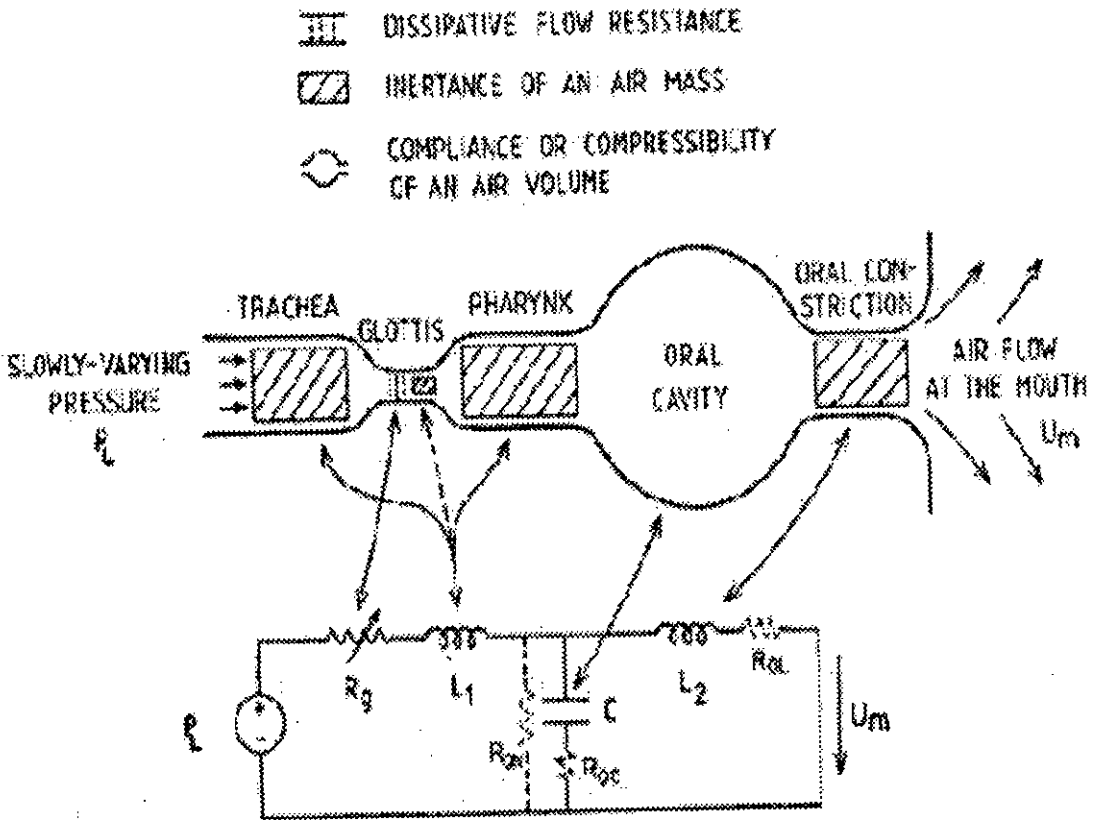 DISSIPATIVE FLOW RESISTANCE
INERTANCE OF AN AIR MASS
COMPLIANCE OR COMPRESSIBILITY
OF AN AIR VOLUME
TRACHEA
GLOTTIS
PHARYNX
ORAL CON-
STRICTION
SLOWLY-VARYING
PRESSURE
PL
ORAL
CAVITY
AIR FLOW
AT THE MOUTH
Um
Rg
L1
L2
ROL
PL
C
Um